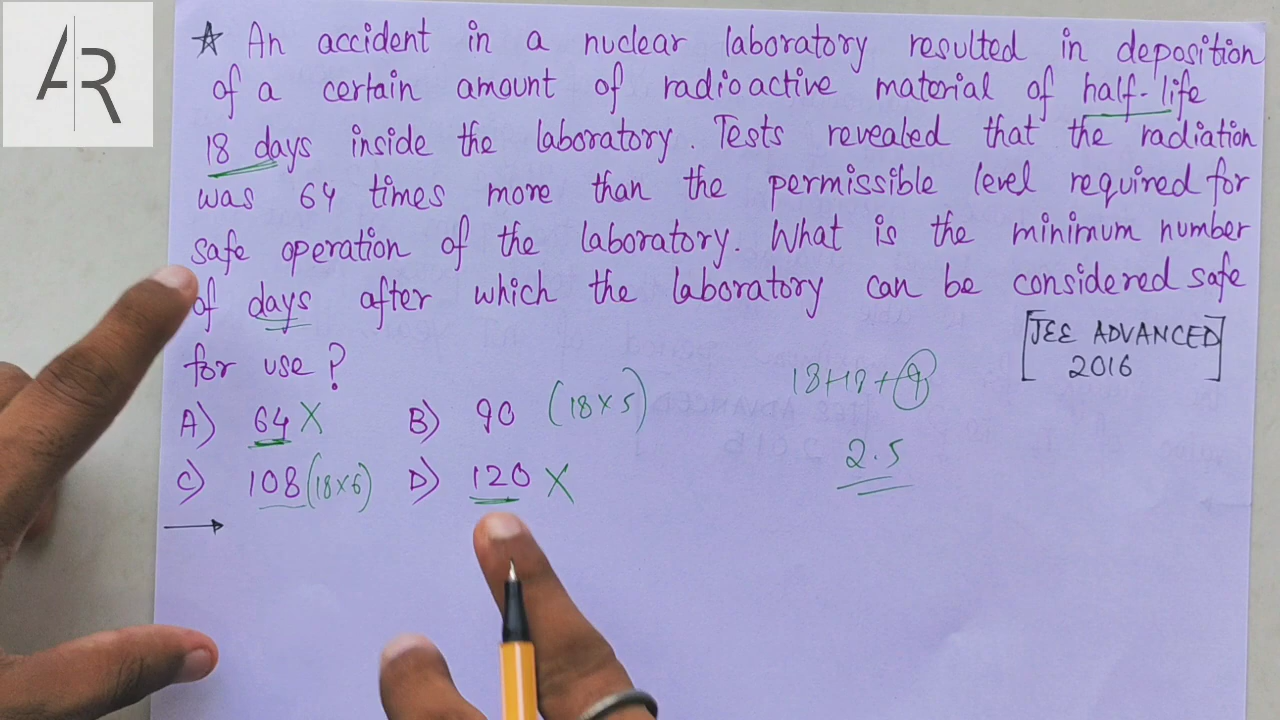 AR
☆ An accident in a nuclear laboratory resulted in deposition
of a certain amount of radioactive material of half-life
18 days inside the laboratory. Tests revealed that the radiation
was 64 times more than the permissible level required for
safe operation of the laboratory. What is the minimum number
of days after which the laboratory can be considered safe
for use?
[JEE ADVANCED
2016]
18+18+9
A) 64 X B) 90 (18×5)
2.5
C) 108 (18×6) D) 120 X
→